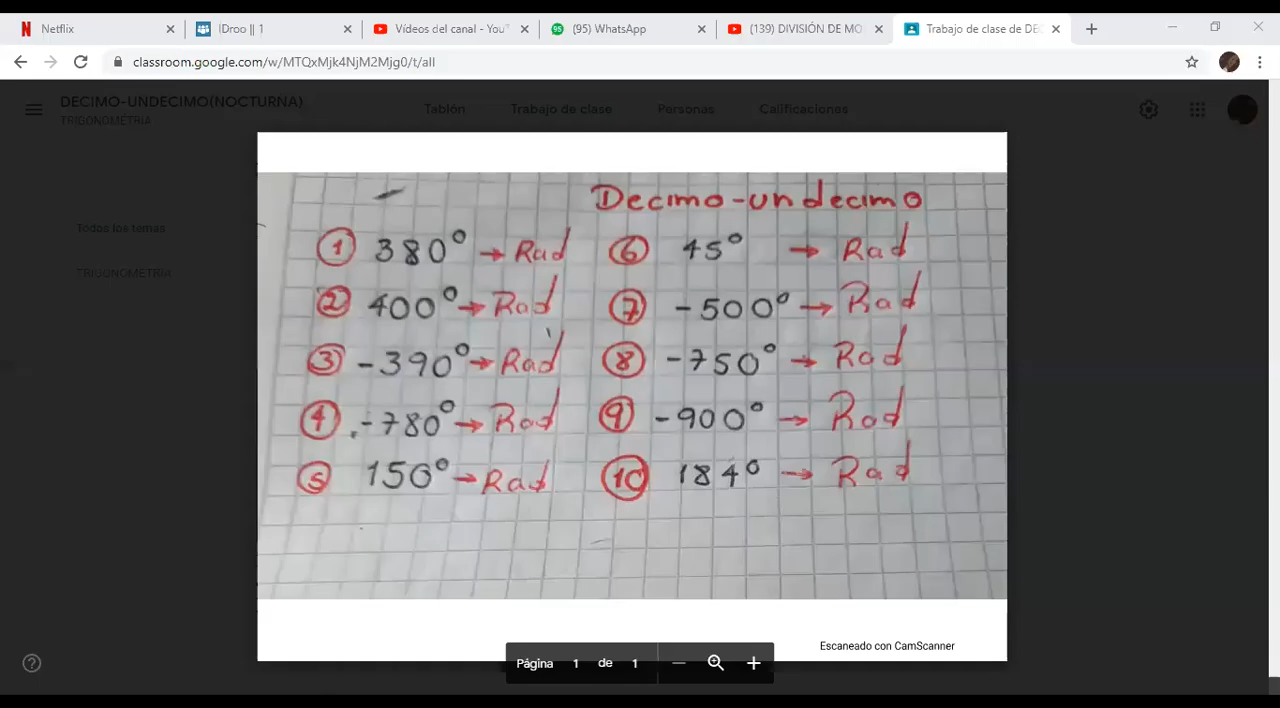 Netflix
!Droo || 1
Vídeos del canal - You
(95) WhatsApp
(139) DIVISIÓN DE MO
Trabajo de clase de DEC
classroom.google.com/w/MTQxMjk4NjM2Mjg0/t/all
DECIMO-UNDECIMO(NOCTURNA)
TRIGONOMETRIA
Tablón
Trabajo de clase
Personas
Calificaciones
Todos los temas
TRIGONOMETRIA
Decimo-undecimo
1 380° → Rad
2 400° → Rad
3 -390° → Rad
4 -780° → Rad
5 150° → Rad
6 45° → Rad
7 -500° → Rad
8 -750° → Rad
9 -900° → Rad
10 184° → Rad
Escaneado con CamScanner
Página 1 de 1